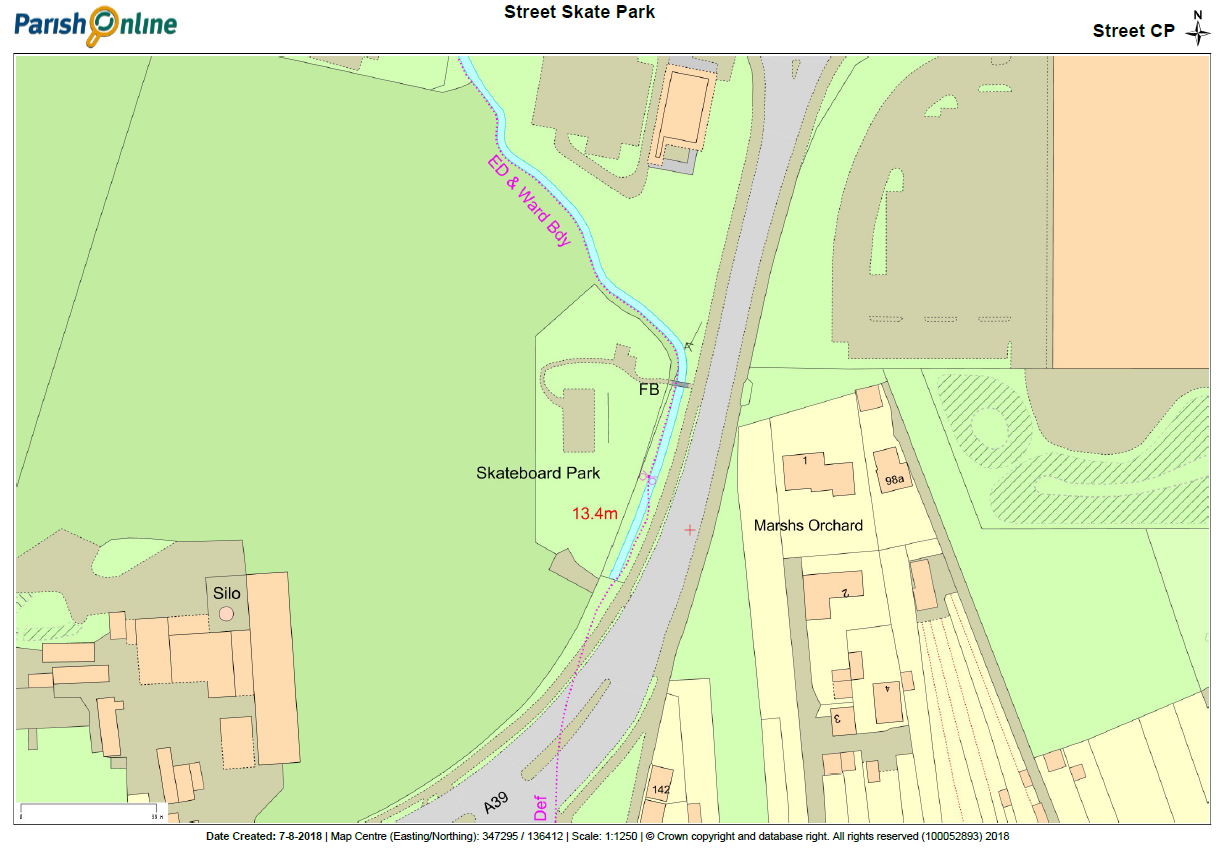 Parish Online
Street Skate Park
N
Street CP
ED & Ward Bdy
FB
Skateboard Park
13.4m
1
98a
Marshs Orchard
2
Silo
4
3
142
A39
Def
Date Created: 7-8-2018 | Map Centre (Easting/Northing): 347295 / 136412 | Scale: 1:1250 | © Crown copyright and database right. All rights reserved (100052893) 2018